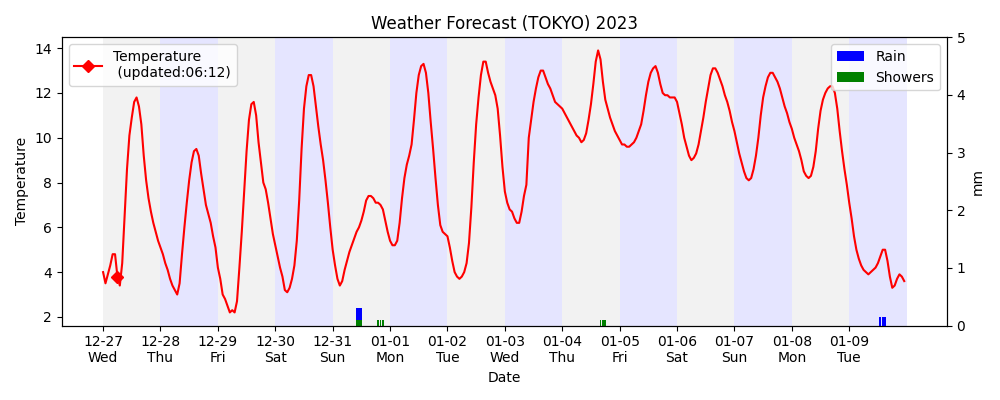 Weather Forecast (TOKYO) 2023
Temperature
(updated:06:12)
Rain
Showers
14
12
10
8
6
4
2
Temperature
5
4
3
2
1
0
mm
12-27 12-28 12-29 12-30 12-31 01-01 01-02 01-03 01-04 01-05 01-06 01-07 01-08 01-09
Wed Thu Fri Sat Sun Mon Tue Wed Thu Fri Sat Sun Mon Tue
Date